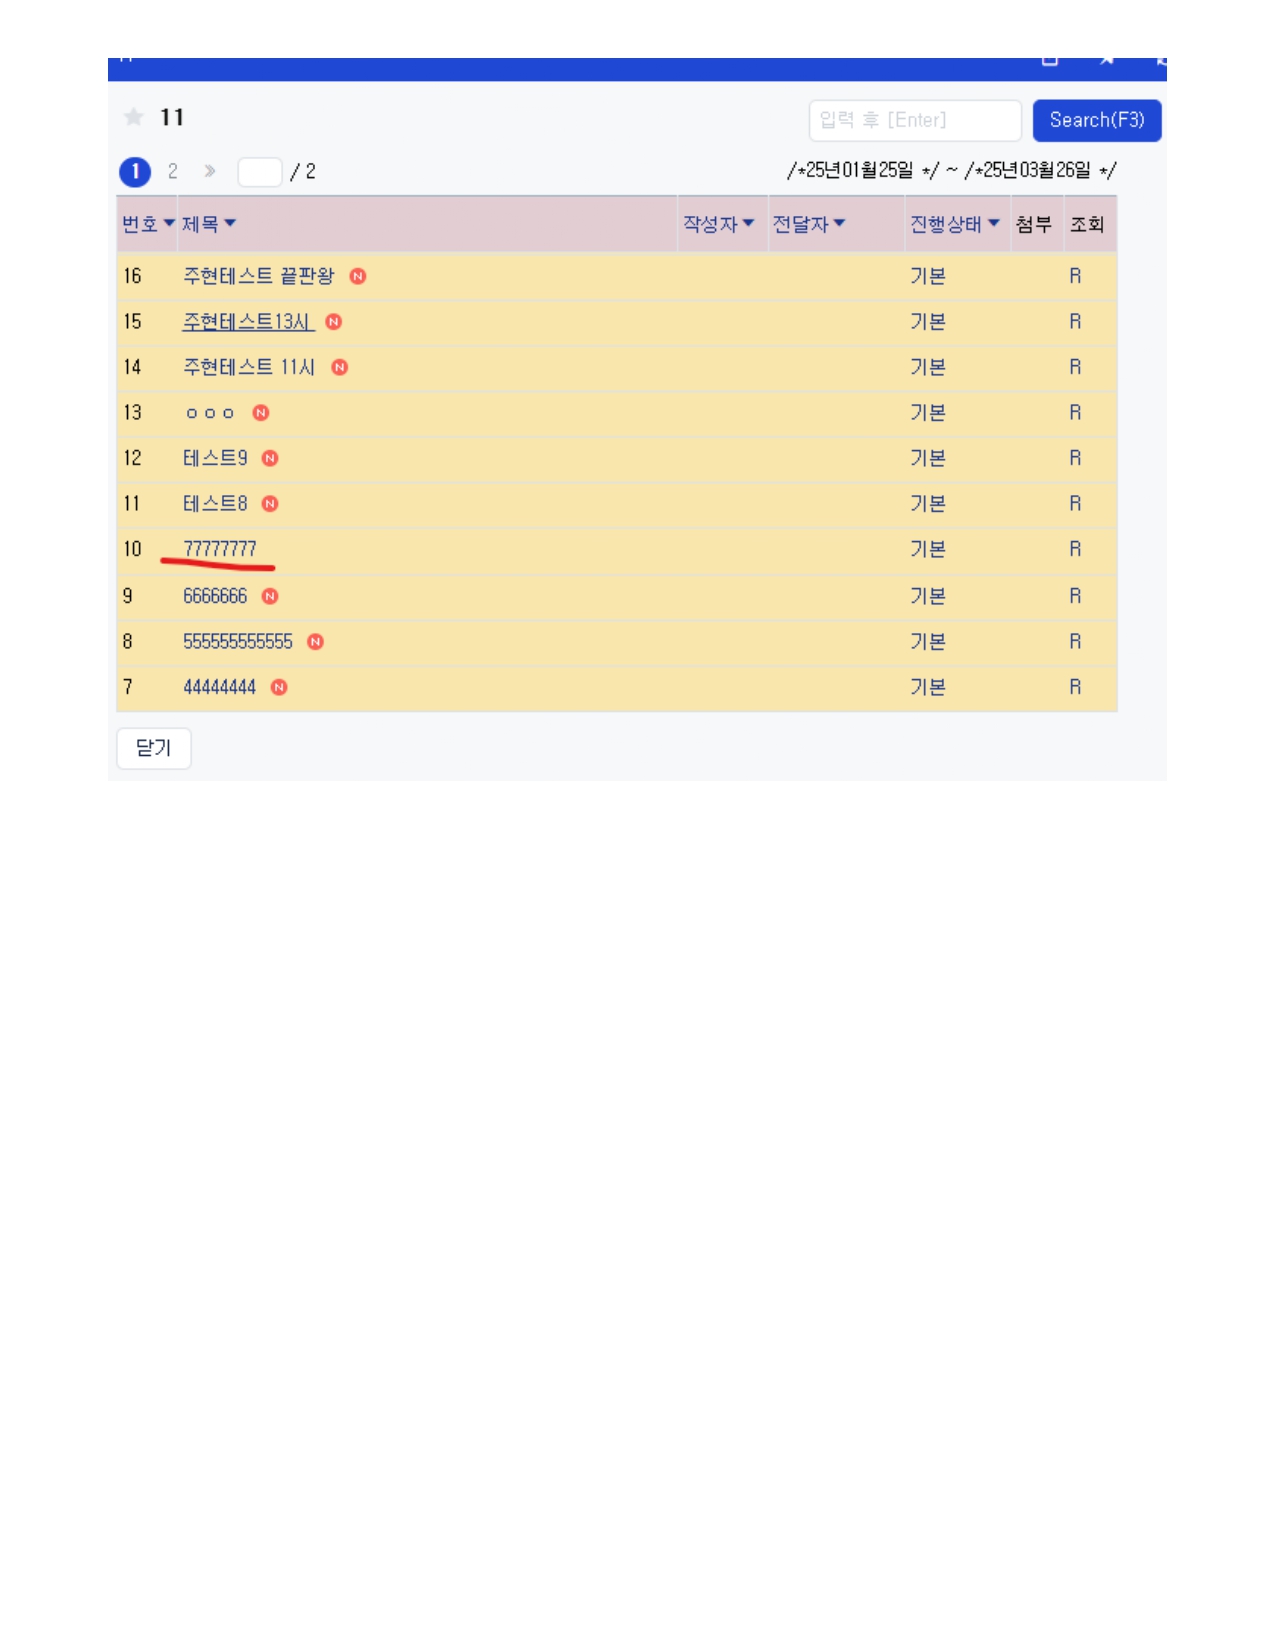 11
입력 후 [Enter]
Search(F3)
1 2 » / 2
/*25년01월25일 */ ~ /*25년03월26일 */
번호▼ 제목▼ 작성자▼ 전달자▼ 진행상태▼ 첨부 조회
16 주현테스트 끝판왕 N 기본 R
15 주현테스트13시 N 기본 R
14 주현테스트 11시 N 기본 R
13 ㅇㅇㅇ N 기본 R
12 테스트9 N 기본 R
11 테스트8 N 기본 R
10 77777777 기본 R
9 6666666 N 기본 R
8 555555555555 N 기본 R
7 44444444 N 기본 R
닫기